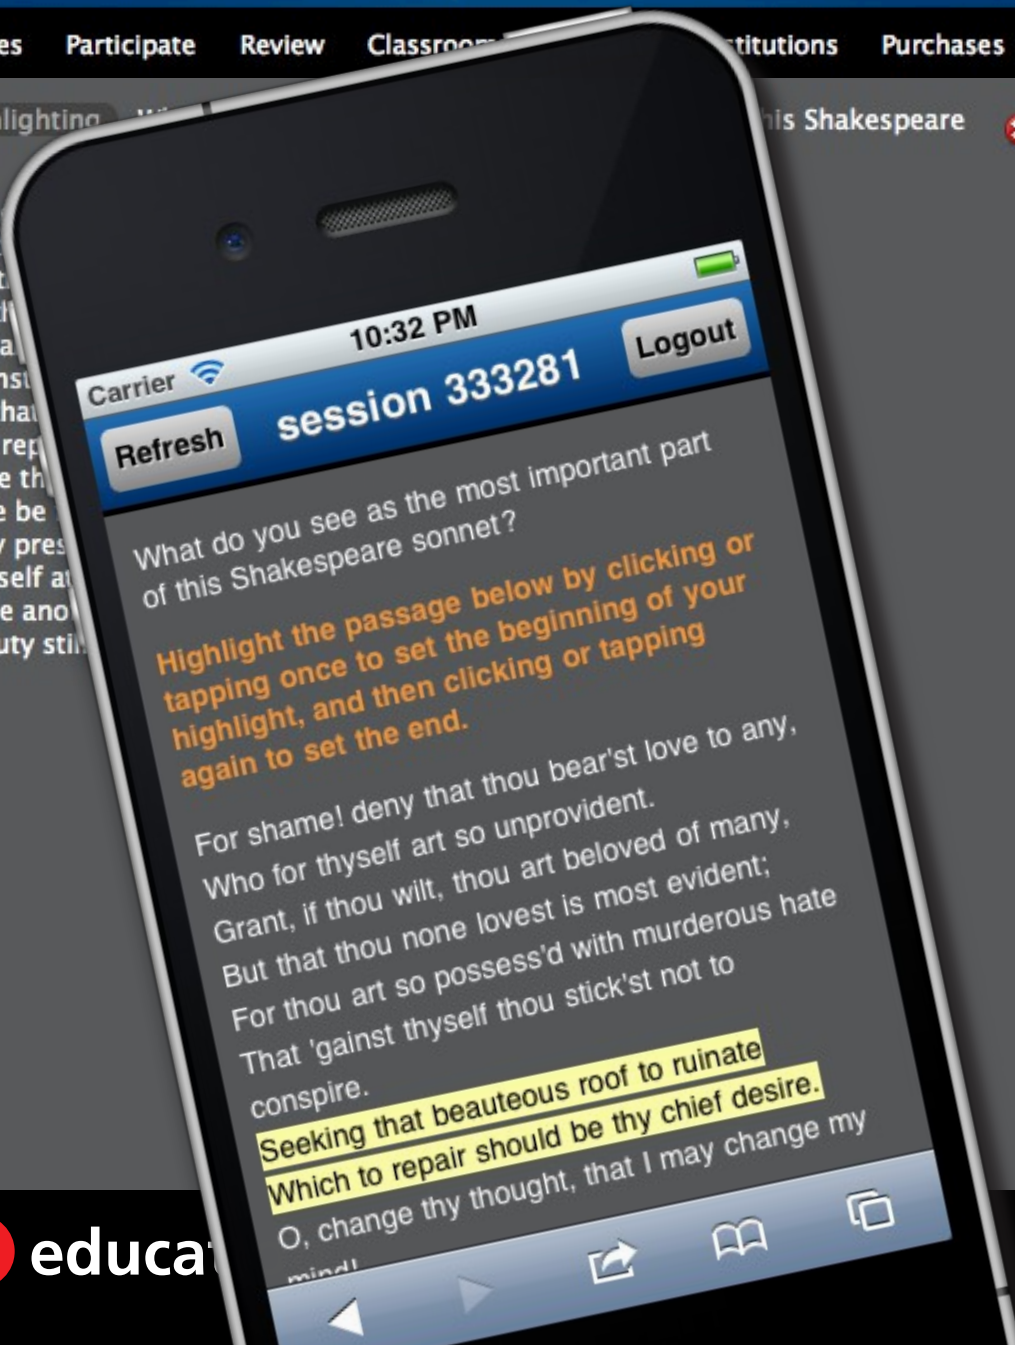 Participate Review Classroom Purchases
Shakespeare
Carrier 10:32 PM
Refresh session 333281 Logout
What do you see as the most important part
of this Shakespeare sonnet?
Highlight the passage below by clicking or
tapping once to set the beginning of your
highlight, and then clicking or tapping
again to set the end.
For shame! deny that thou bear'st love to any,
Who for thyself art so unprovident.
Grant, if thou wilt, thou art beloved of many,
But that thou none lovest is most evident;
For thou art so possess'd with murderous hate
That 'gainst thyself thou stick'st not to
conspire.
Seeking that beauteous roof to ruinate
Which to repair should be thy chief desire.
O, change thy thought, that I may change my
mind!
educat